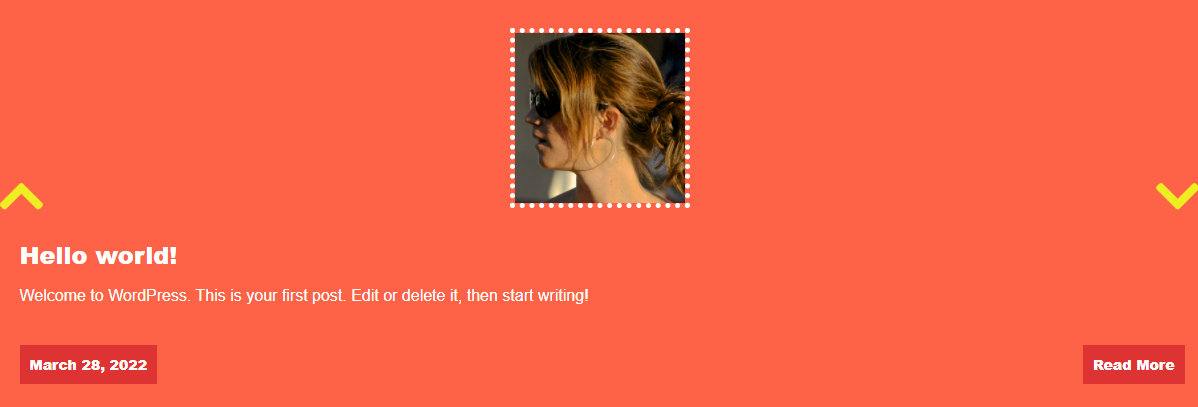 Hello world!
Welcome to WordPress. This is your first post. Edit or delete it, then start writing!
March 28, 2022
Read More